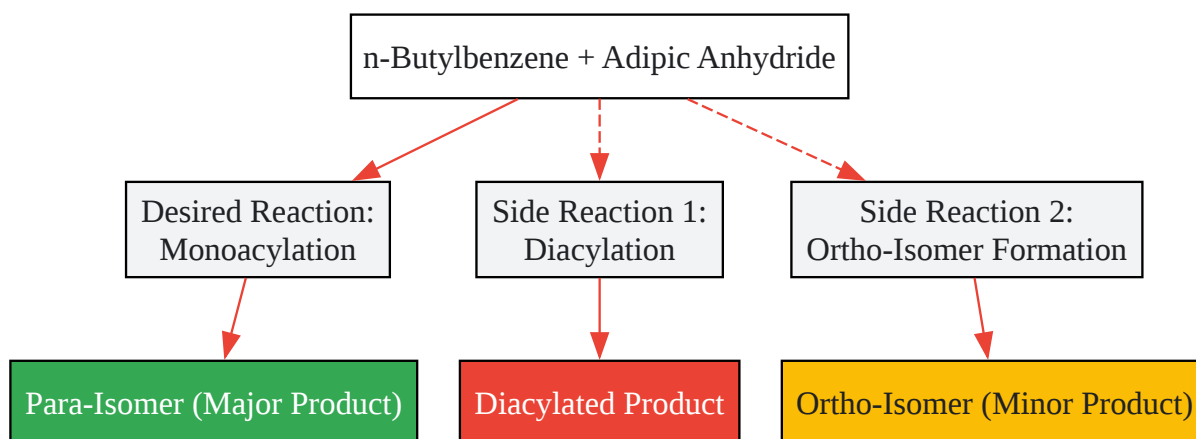 n-Butylbenzene + Adipic Anhydride
Desired Reaction:
Monoacylation
Side Reaction 1:
Diacylation
Side Reaction 2:
Ortho-Isomer Formation
Para-Isomer (Major Product)
Diacylated Product
Ortho-Isomer (Minor Product)